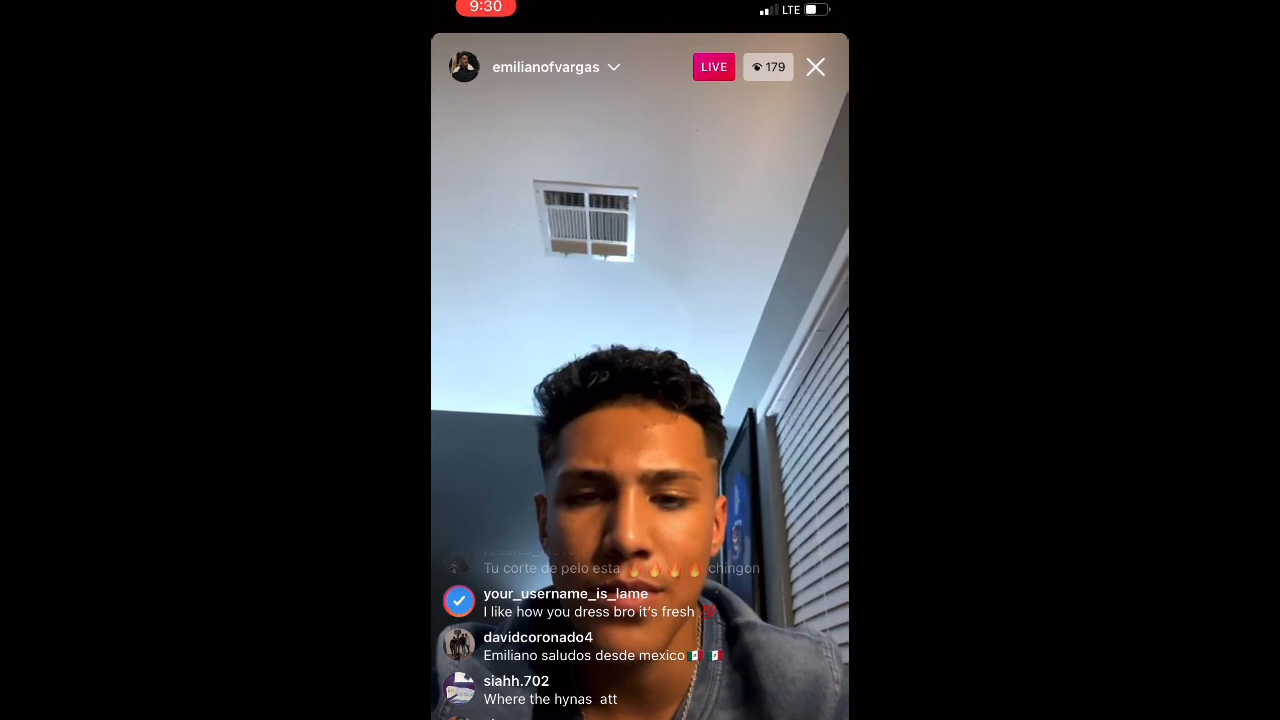 9:30
LTE
emilianofvargas
LIVE
179
Tu corte de pelo esta 🔥🔥🔥🔥 chingon
your_username_is_lame
I like how you dress bro it's fresh 💯
davidcoronado4
Emiliano saludos desde mexico🇲🇽 🇲🇽
siahh.702
Where the hynas att